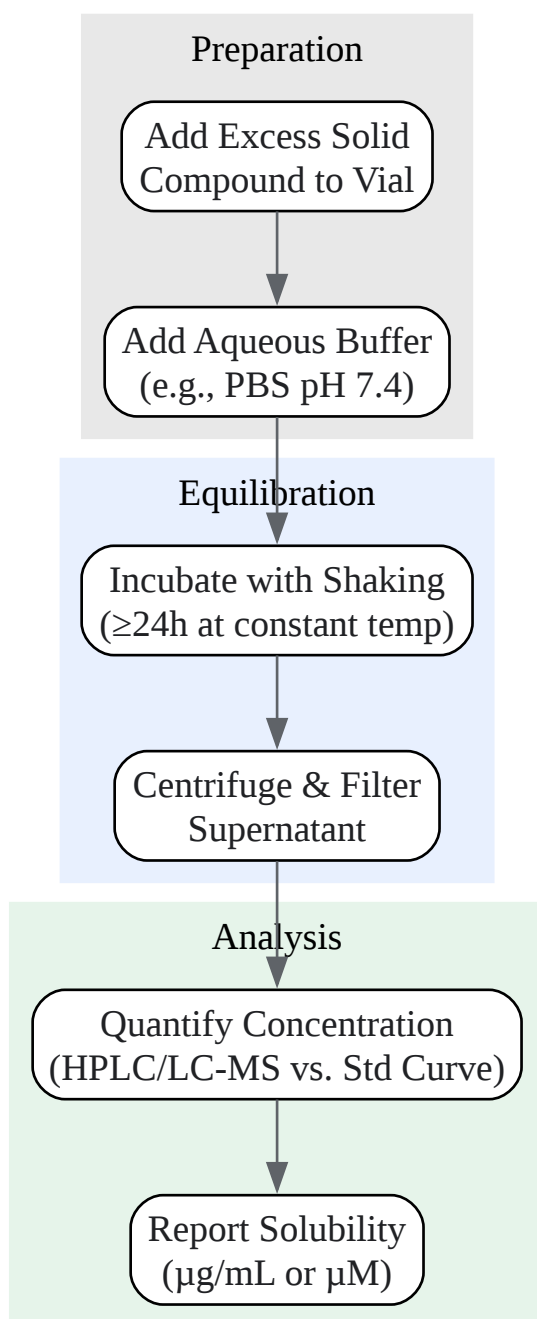 Preparation
Add Excess Solid
Compound to Vial
Add Aqueous Buffer
(e.g., PBS pH 7.4)
Equilibration
Incubate with Shaking
(≥24h at constant temp)
Centrifuge & Filter
Supernatant
Analysis
Quantify Concentration
(HPLC/LC-MS vs. Std Curve)
Report Solubility
(µg/mL or µM)